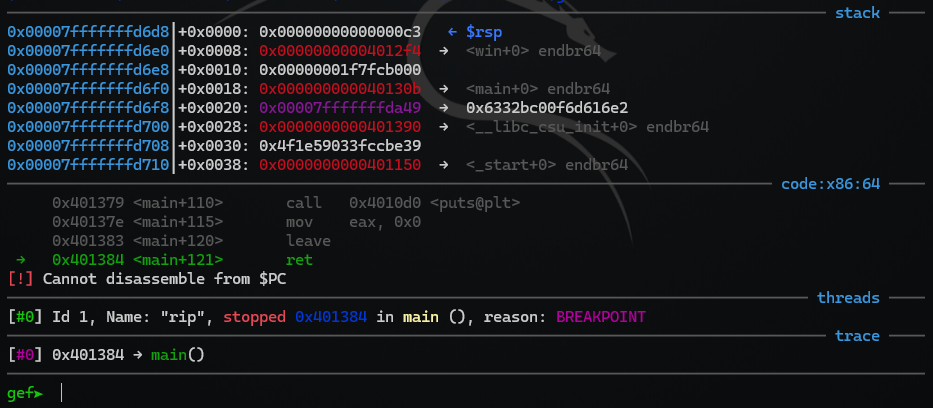 stack
0x00007fffffffd6d8│+0x0000: 0x00000000000000c3   ← $rsp
0x00007fffffffd6e0│+0x0008: 0x00000000004012f4  →  <win+0> endbr64
0x00007fffffffd6e8│+0x0010: 0x00000001f7fcb000
0x00007fffffffd6f0│+0x0018: 0x000000000040130b  →  <main+0> endbr64
0x00007fffffffd6f8│+0x0020: 0x00007fffffffda49  →  0x6332bc00f6d616e2
0x00007fffffffd700│+0x0028: 0x0000000000401390  →  <__libc_csu_init+0> endbr64
0x00007fffffffd708│+0x0030: 0x4f1e59033fccbe39
0x00007fffffffd710│+0x0038: 0x0000000000401150  →  <_start+0> endbr64
code:x86:64
0x401379 <main+110>       call   0x4010d0 <puts@plt>
0x40137e <main+115>       mov    eax, 0x0
0x401383 <main+120>       leave
→   0x401384 <main+121>       ret
[!] Cannot disassemble from $PC
threads
[#0] Id 1, Name: "rip", stopped 0x401384 in main (), reason: BREAKPOINT
trace
[#0] 0x401384 → main()
gef➤